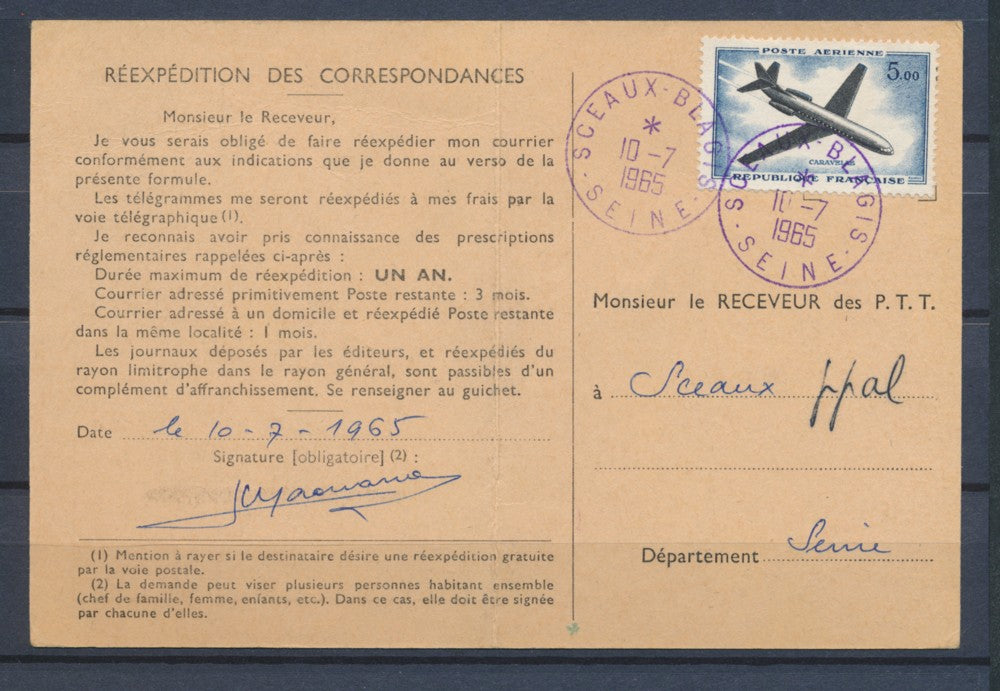 RÉEXPÉDITION DES CORRESPONDANCES
Monsieur le Receveur,
Je vous serais obligé de faire réexpédier mon courrier
conformément aux indications que je donne au verso de la
présente formule.
Les télégrammes me seront réexpédiés à mes frais par la
voie télégraphique (1).
Je reconnais avoir pris connaissance des prescriptions
réglementaires rappelées ci-après :
Durée maximum de réexpédition : UN AN.
Courrier adressé primitivement Poste restante : 3 mois.
Courrier adressé à un domicile et réexpédié Poste restante
dans la même localité : 1 mois.
Les journaux déposés par les éditeurs, et réexpédiés du
rayon limitrophe dans le rayon général, sont passibles d'un
complément d'affranchissement. Se renseigner au guichet.
Date le 10-7-1965
Signature [obligatoire] (2) :
(1) Mention à rayer si le destinataire désire une réexpédition gratuite
par la voie postale.
(2) La demande peut viser plusieurs personnes habitant ensemble
(chef de famille, femme, enfants, etc.). Dans ce cas, elle doit être signée
par chacune d'elles.
POSTE AERIENNE
5.00
CARAVELLE
REPUBLIQUE FRANÇAISE
SCEAUX-BLAGIS
*
10-7
1965
SEINE
SCEAUX-BLAGIS
*
10-7
1965
SEINE
Monsieur le RECEVEUR des P. T. T.
à Sceaux ppal
Département Seine